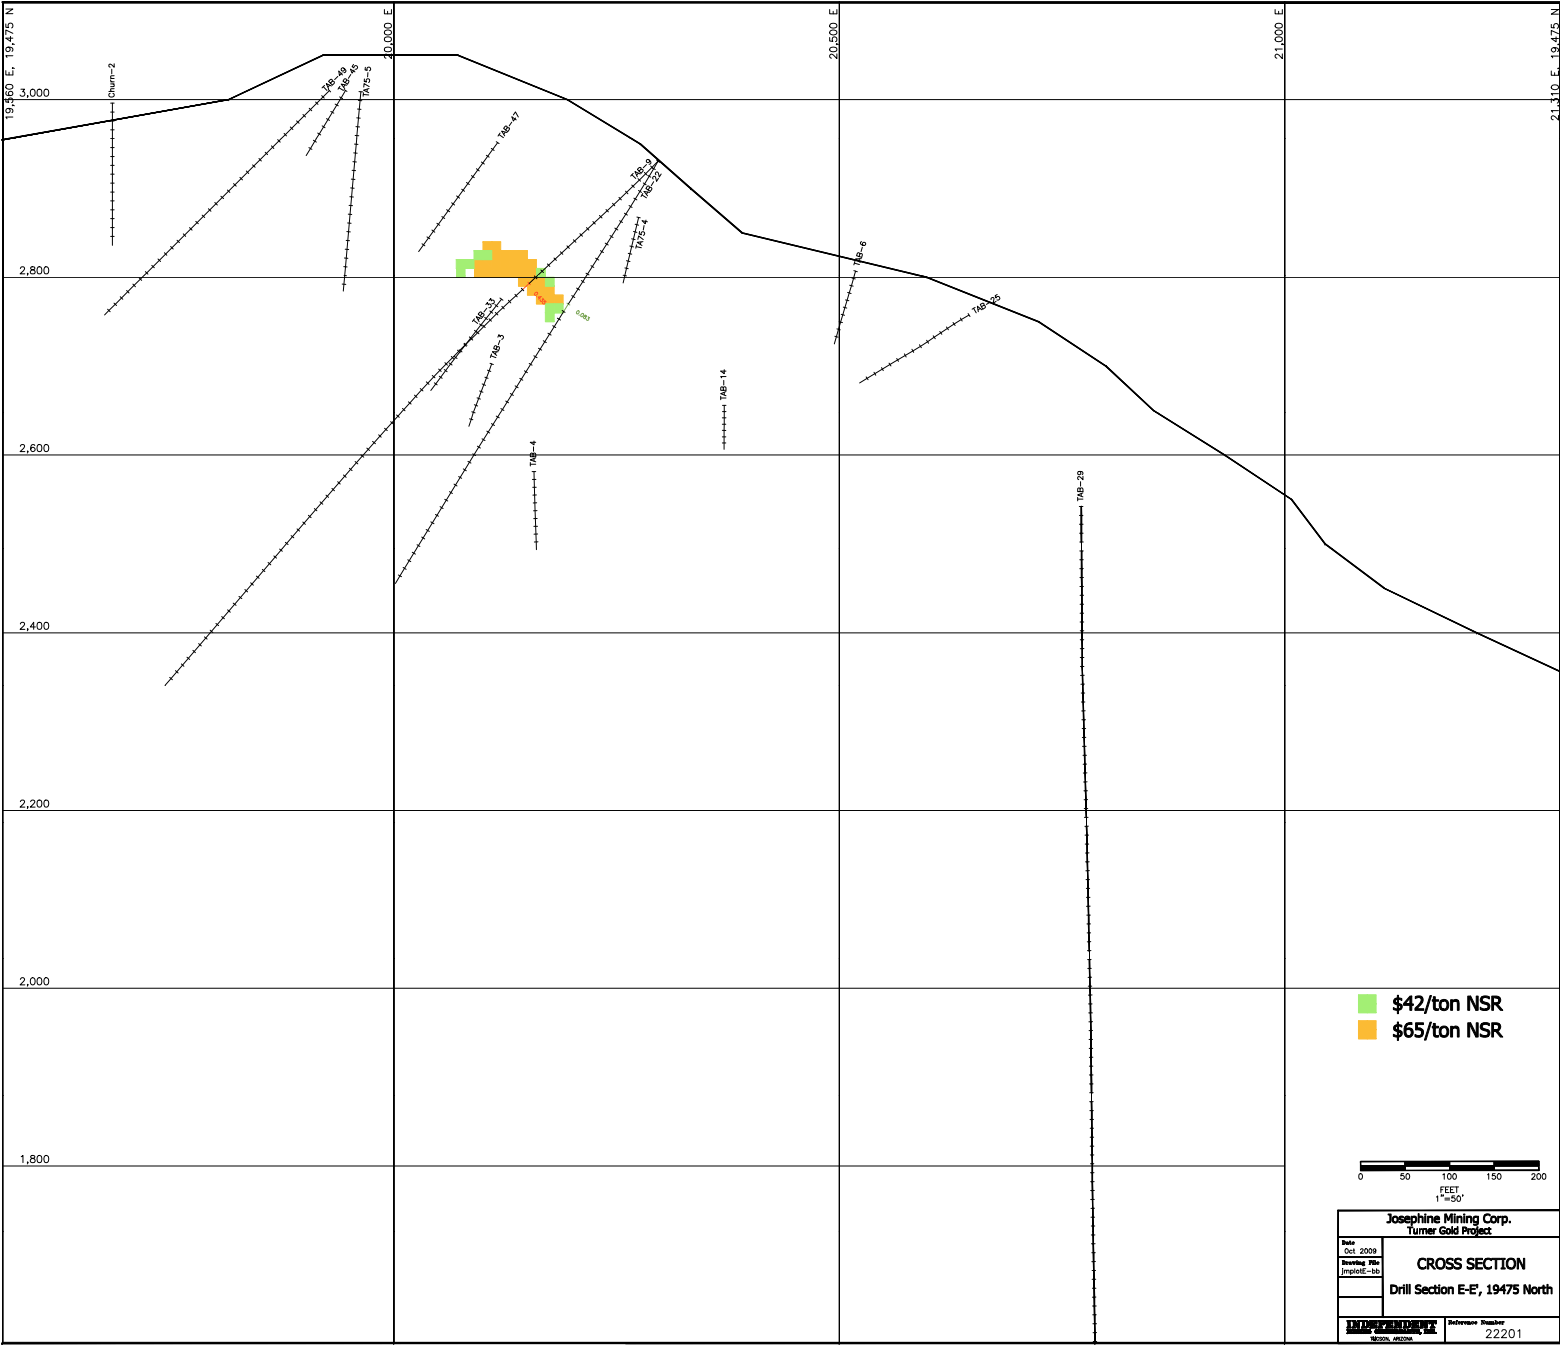 19,560 E, 19,475 N
20,000 E
20,500 E
21,000 E
21,310 E, 19,475 N
3,000
2,800
2,600
2,400
2,200
2,000
1,800
Churn-2
TAB-49
TAB-45
TA75-5
TAB-47
TAB-9
TAB-22
TA75-4
TAB-6
TAB-25
TAB-33
TAB-3
TAB-14
TAB-4
TAB-29
0.083
$42/ton NSR
$65/ton NSR
0 50 100 150 200
FEET
1"=50'
Josephine Mining Corp.
Turner Gold Project
Date
Oct 2009
Drawing File
jmplotE-bb
CROSS SECTION
Drill Section E-E', 19475 North
INDEPENDENT
TUCSON, ARIZONA
Reference Number
22201